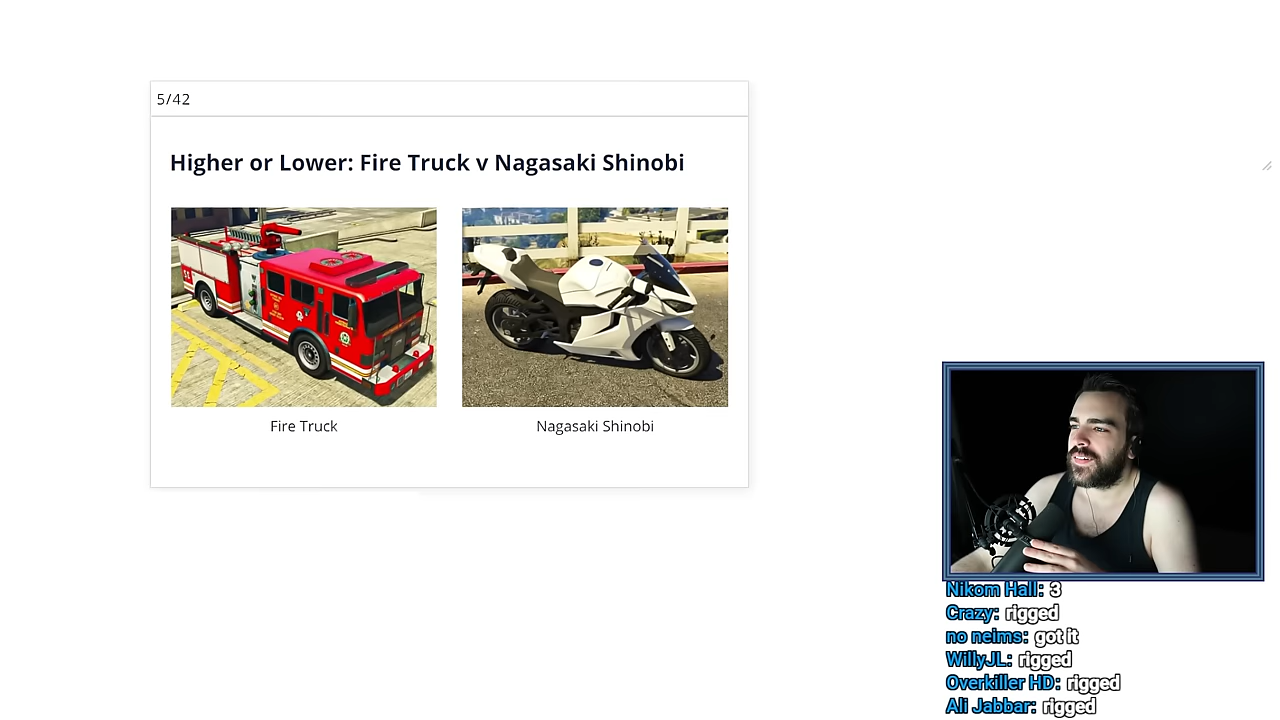 5/42
Higher or Lower: Fire Truck v Nagasaki Shinobi
Fire Truck
Nagasaki Shinobi
Nikom Hall: 3
Crazy: rigged
no neims: got it
WillyJL: rigged
Overkiller HD: rigged
Ali Jabbar: rigged